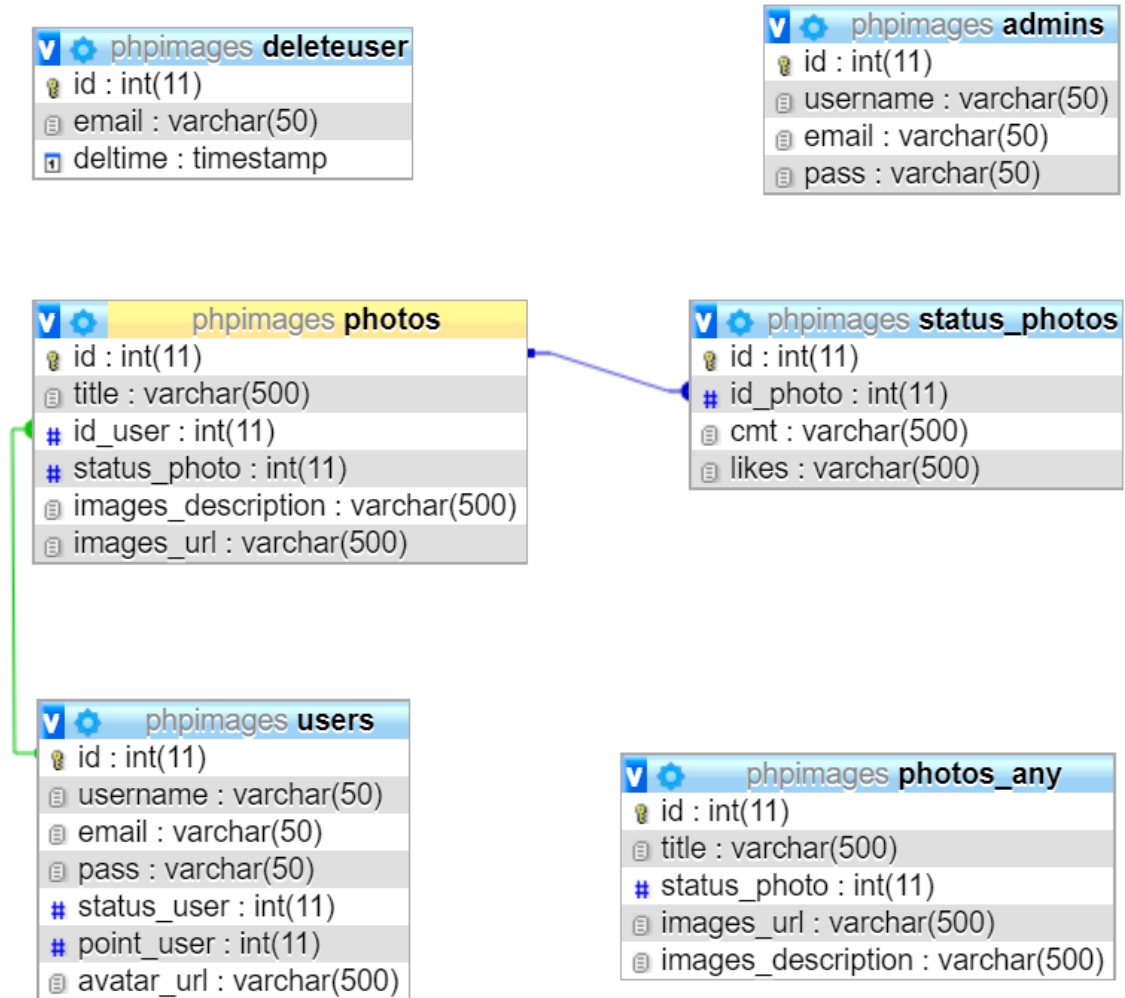 phpimages deleteuser
id : int(11)
email : varchar(50)
deltime : timestamp
phpimages admins
id : int(11)
username : varchar(50)
email : varchar(50)
pass : varchar(50)
phpimages photos
id : int(11)
title : varchar(500)
id_user : int(11)
status_photo : int(11)
images_description : varchar(500)
images_url : varchar(500)
phpimages status_photos
id : int(11)
id_photo : int(11)
cmt : varchar(500)
likes : varchar(500)
phpimages users
id : int(11)
username : varchar(50)
email : varchar(50)
pass : varchar(50)
status_user : int(11)
point_user : int(11)
avatar_url : varchar(500)
phpimages photos_any
id : int(11)
title : varchar(500)
status_photo : int(11)
images_url : varchar(500)
images_description : varchar(500)